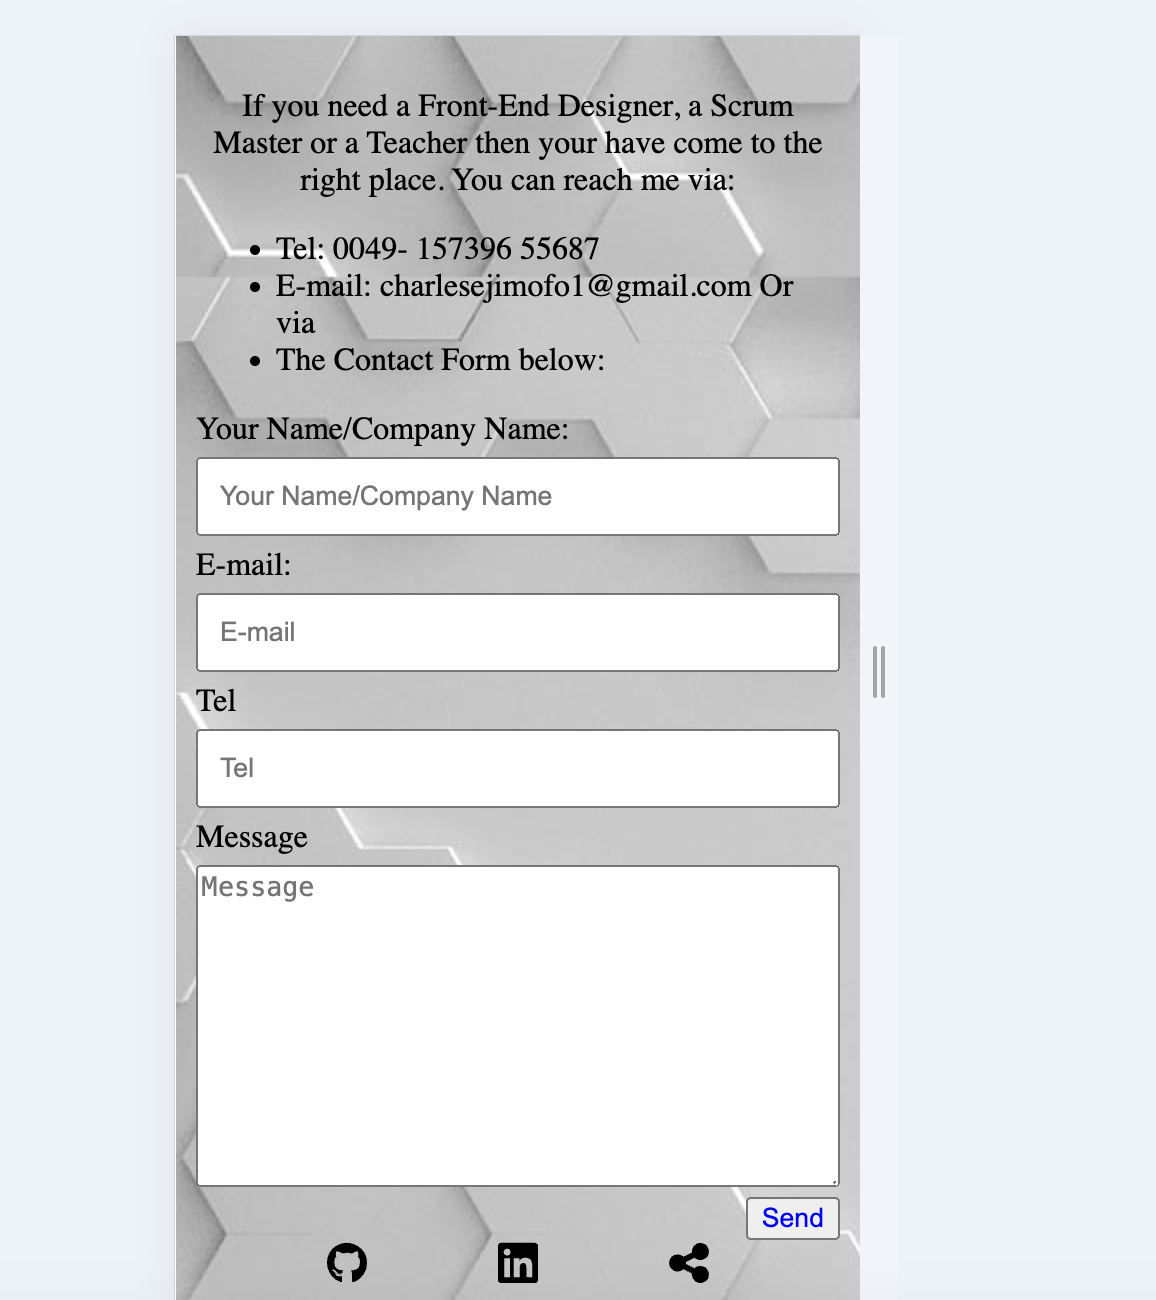 If you need a Front-End Designer, a Scrum
Master or a Teacher then your have come to the
right place. You can reach me via:
• Tel: 0049- 157396 55687
• E-mail: charlesejimofo1@gmail.com Or
via
• The Contact Form below:
Your Name/Company Name:
Your Name/Company Name
E-mail:
E-mail
Tel
Tel
Message
Message
Send
in